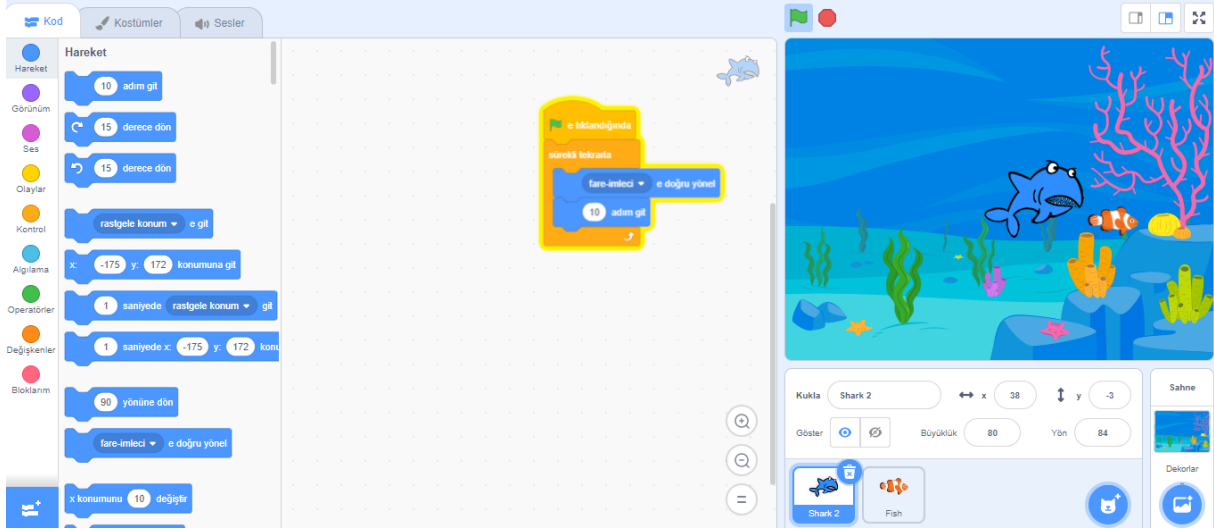 Kod
Kostümler
Sesler
Hareket
Görünüm
Ses
Olaylar
Kontrol
Algılama
Operatörler
Değişkenler
Bloklarım
Hareket
10 adım git
15 derece dön
15 derece dön
rastgele konum e git
x: -175 y: 172 konumuna git
1 saniyede rastgele konum git
1 saniyede x: -175 y: 172 konu
90 yönüne dön
fare-imleci e doğru yönel
x konumunu 10 değiştir
e tıklandığında
sürekli tekrarla
fare-imleci e doğru yönel
10 adım git
Kukla Shark 2 x 38 y -3
Göster Büyüklük 80 Yön 84
Shark 2
Fish
Sahne
Dekorlar